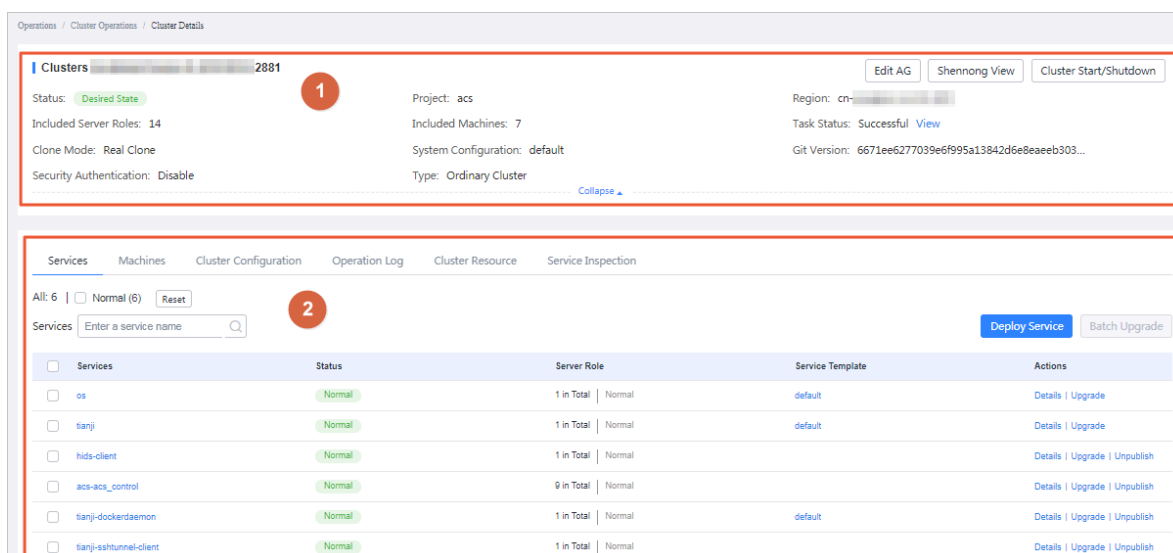 Operations / Cluster Operations / Cluster Details
Clusters 2881
Edit AG Shennong View Cluster Start/Shutdown
1
Status: Desired State Project: acs Region: cn-
Included Server Roles: 14 Included Machines: 7 Task Status: Successful View
Clone Mode: Real Clone System Configuration: default Git Version: 6671ee6277039e6f995a13842d6e8eaeeb303...
Security Authentication: Disable Type: Ordinary Cluster
Collapse
Services Machines Cluster Configuration Operation Log Cluster Resource Service Inspection
All: 6 | Normal (6) Reset
2
Services Enter a service name Deploy Service Batch Upgrade
Services Status Server Role Service Template Actions
os Normal 1 in Total | Normal default Details | Upgrade
tianji Normal 1 in Total | Normal default Details | Upgrade
hids-client Normal 1 in Total | Normal Details | Upgrade | Unpublish
acs-acs_control Normal 9 in Total | Normal Details | Upgrade | Unpublish
tianji-dockerdaemon Normal 1 in Total | Normal default Details | Upgrade | Unpublish
tianji-sshtunnel-client Normal 1 in Total | Normal Details | Upgrade | Unpublish